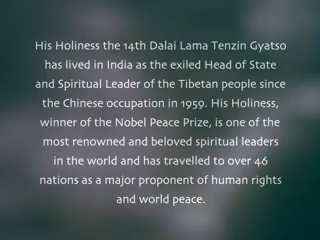 His Holiness the 14th Dalai Lama Tenzin Gyatso
has lived in India as the exiled Head of State
and Spiritual Leader of the Tibetan people since
the Chinese occupation in 1959. His Holiness,
winner of the Nobel Peace Prize, is one of the
most renowned and beloved spiritual leaders
in the world and has travelled to over 46
nations as a major proponent of human rights
and world peace.